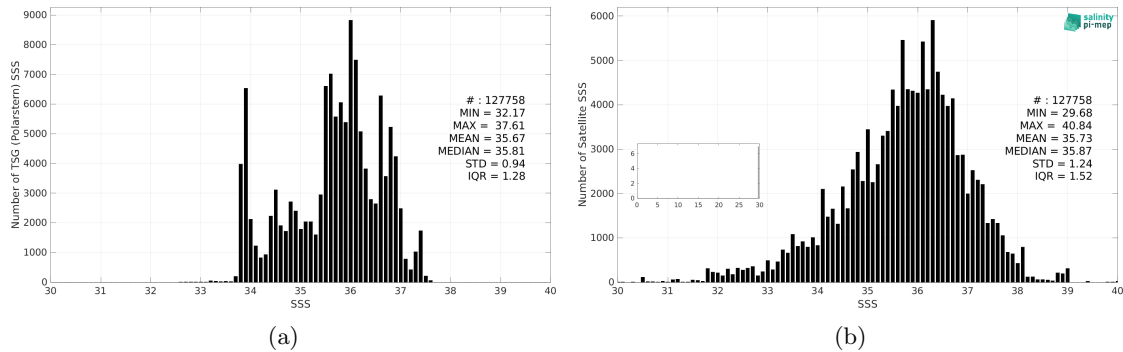 9000
8000
7000
6000
5000
4000
3000
2000
1000
0
Number of TSG (Polarstern) SSS
# : 127758
MIN = 32.17
MAX = 37.61
MEAN = 35.67
MEDIAN = 35.81
STD = 0.94
IQR = 1.28
30 31 32 33 34 35 36 37 38 39 40
SSS
(a)
6000
5000
4000
3000
2000
1000
0
Number of Satellite SSS
salinity
pi-mep
# : 127758
MIN = 29.68
MAX = 40.84
MEAN = 35.73
MEDIAN = 35.87
STD = 1.24
IQR = 1.52
6
4
2
0
0 5 10 15 20 25 30
30 31 32 33 34 35 36 37 38 39 40
SSS
(b)